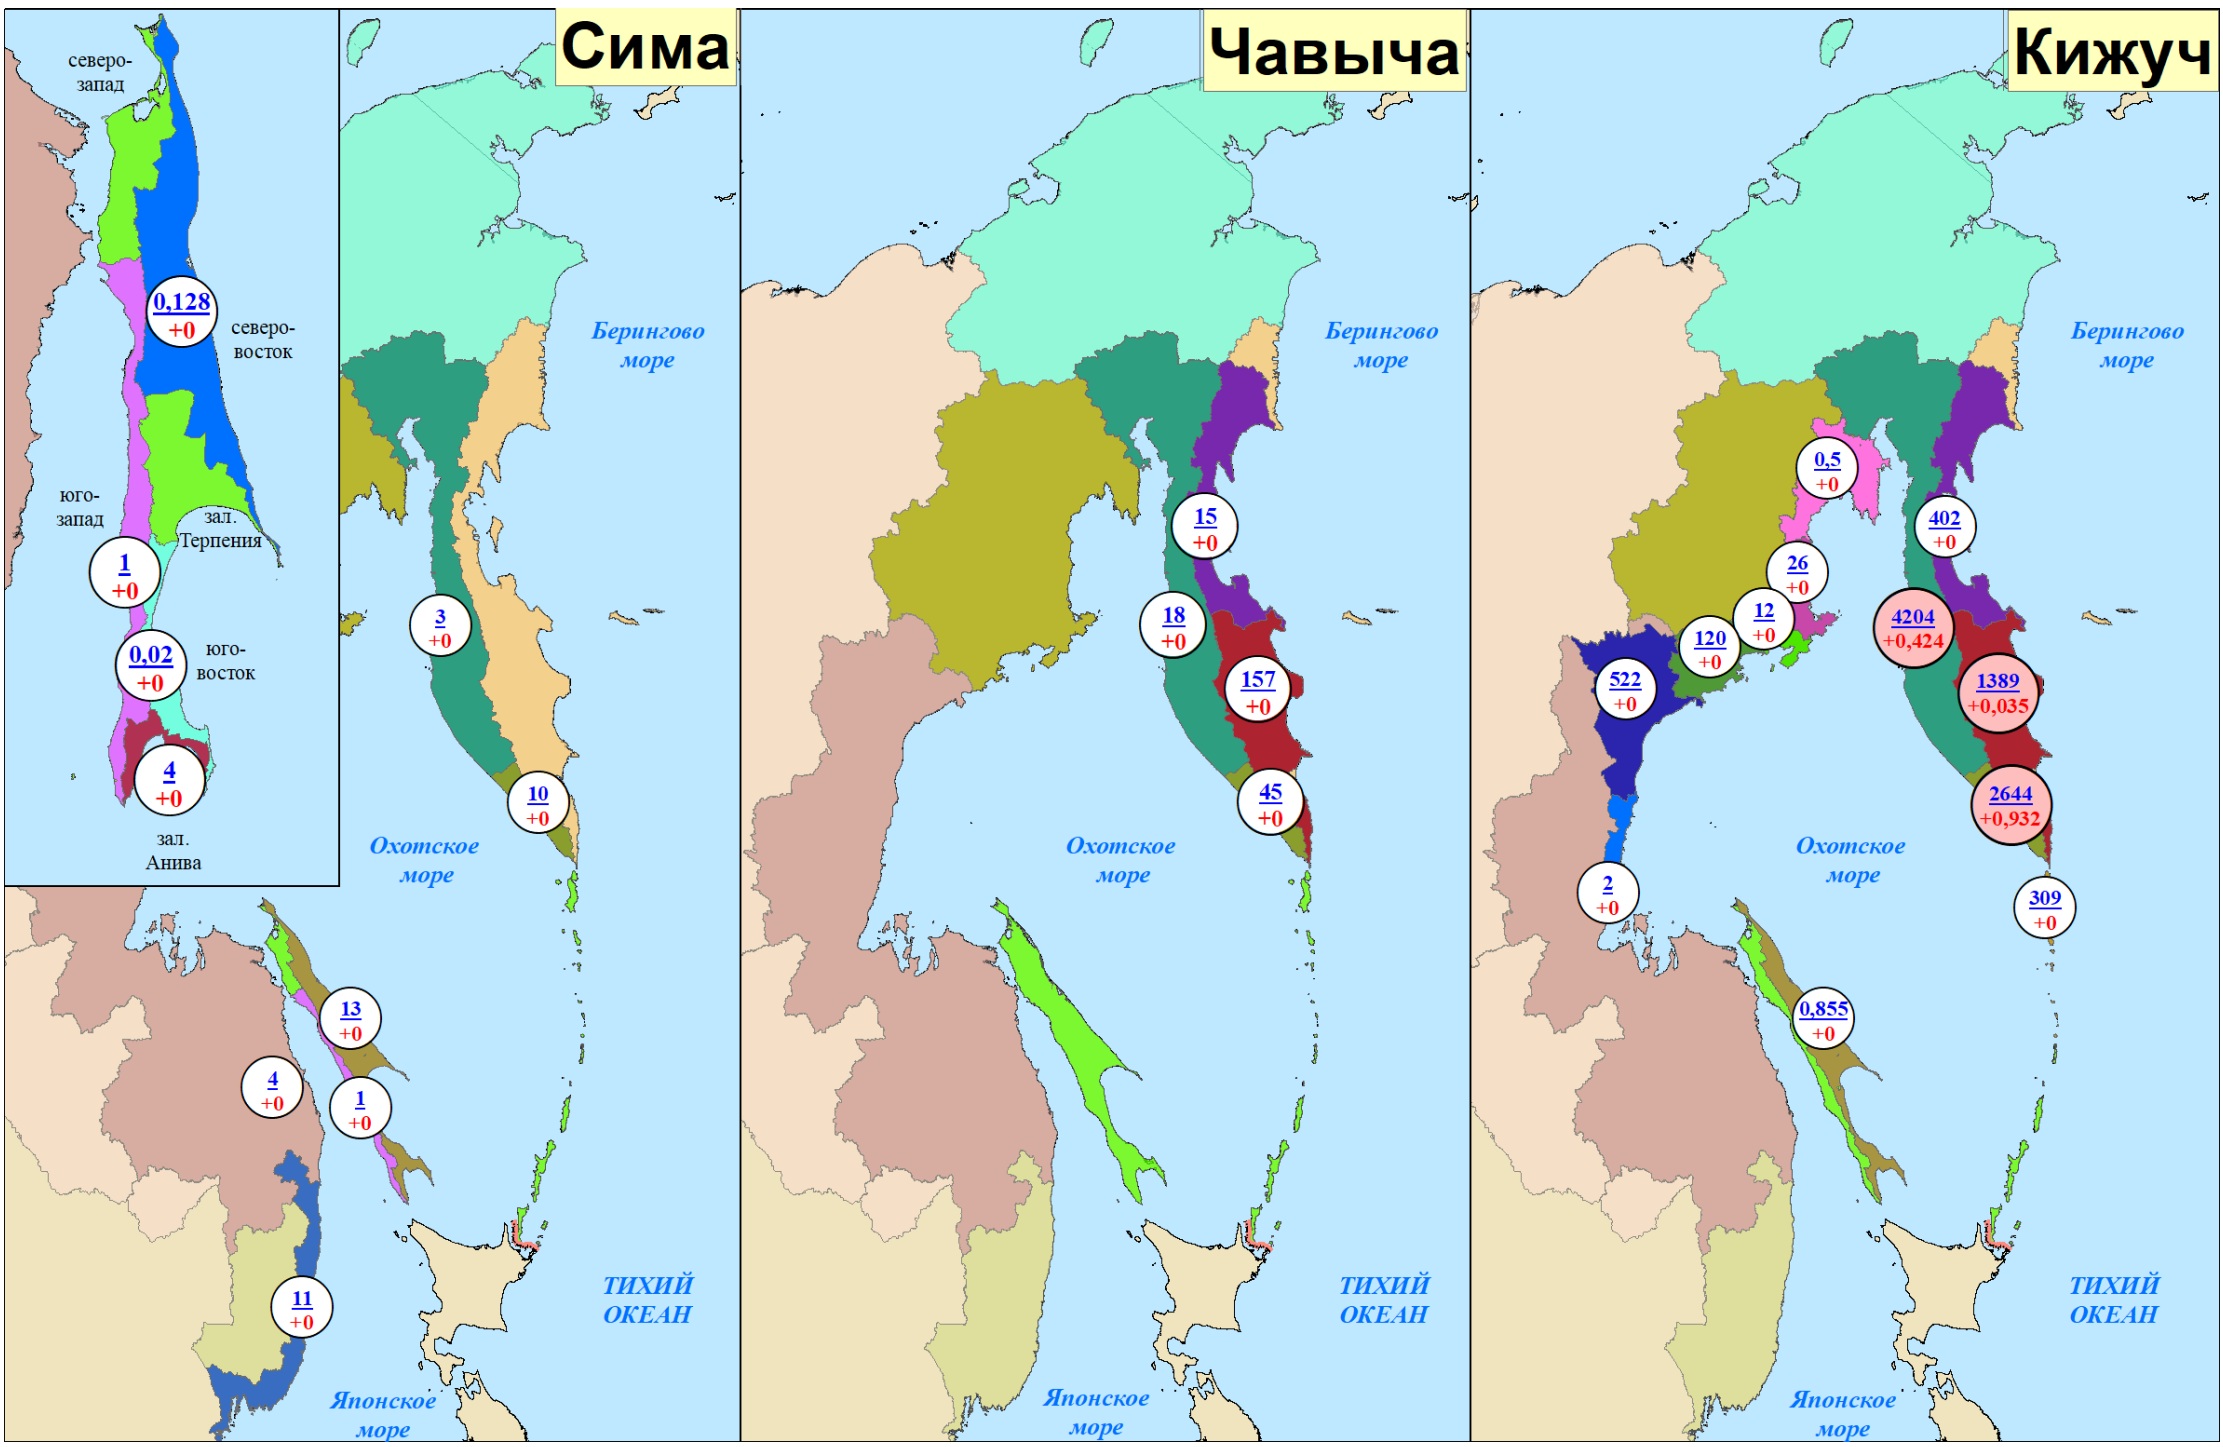 Сима
северо-
запад
0,128
+0
северо-
восток
юго-
запад
зал.
Терпения
1
+0
0,02
+0
юго-
восток
4
+0
зал.
Анива
Берингово
море
3
+0
10
+0
Охотское
море
13
+0
4
+0
1
+0
11
+0
ТИХИЙ
ОКЕАН
Японское
море
Чавыча
Берингово
море
15
+0
18
+0
157
+0
45
+0
Охотское
море
ТИХИЙ
ОКЕАН
Японское
море
Кижуч
Берингово
море
0,5
+0
402
+0
26
+0
12
+0
120
+0
4204
+0,424
522
+0
1389
+0,035
2644
+0,932
Охотское
море
2
+0
309
+0
0,855
+0
ТИХИЙ
ОКЕАН
Японское
море